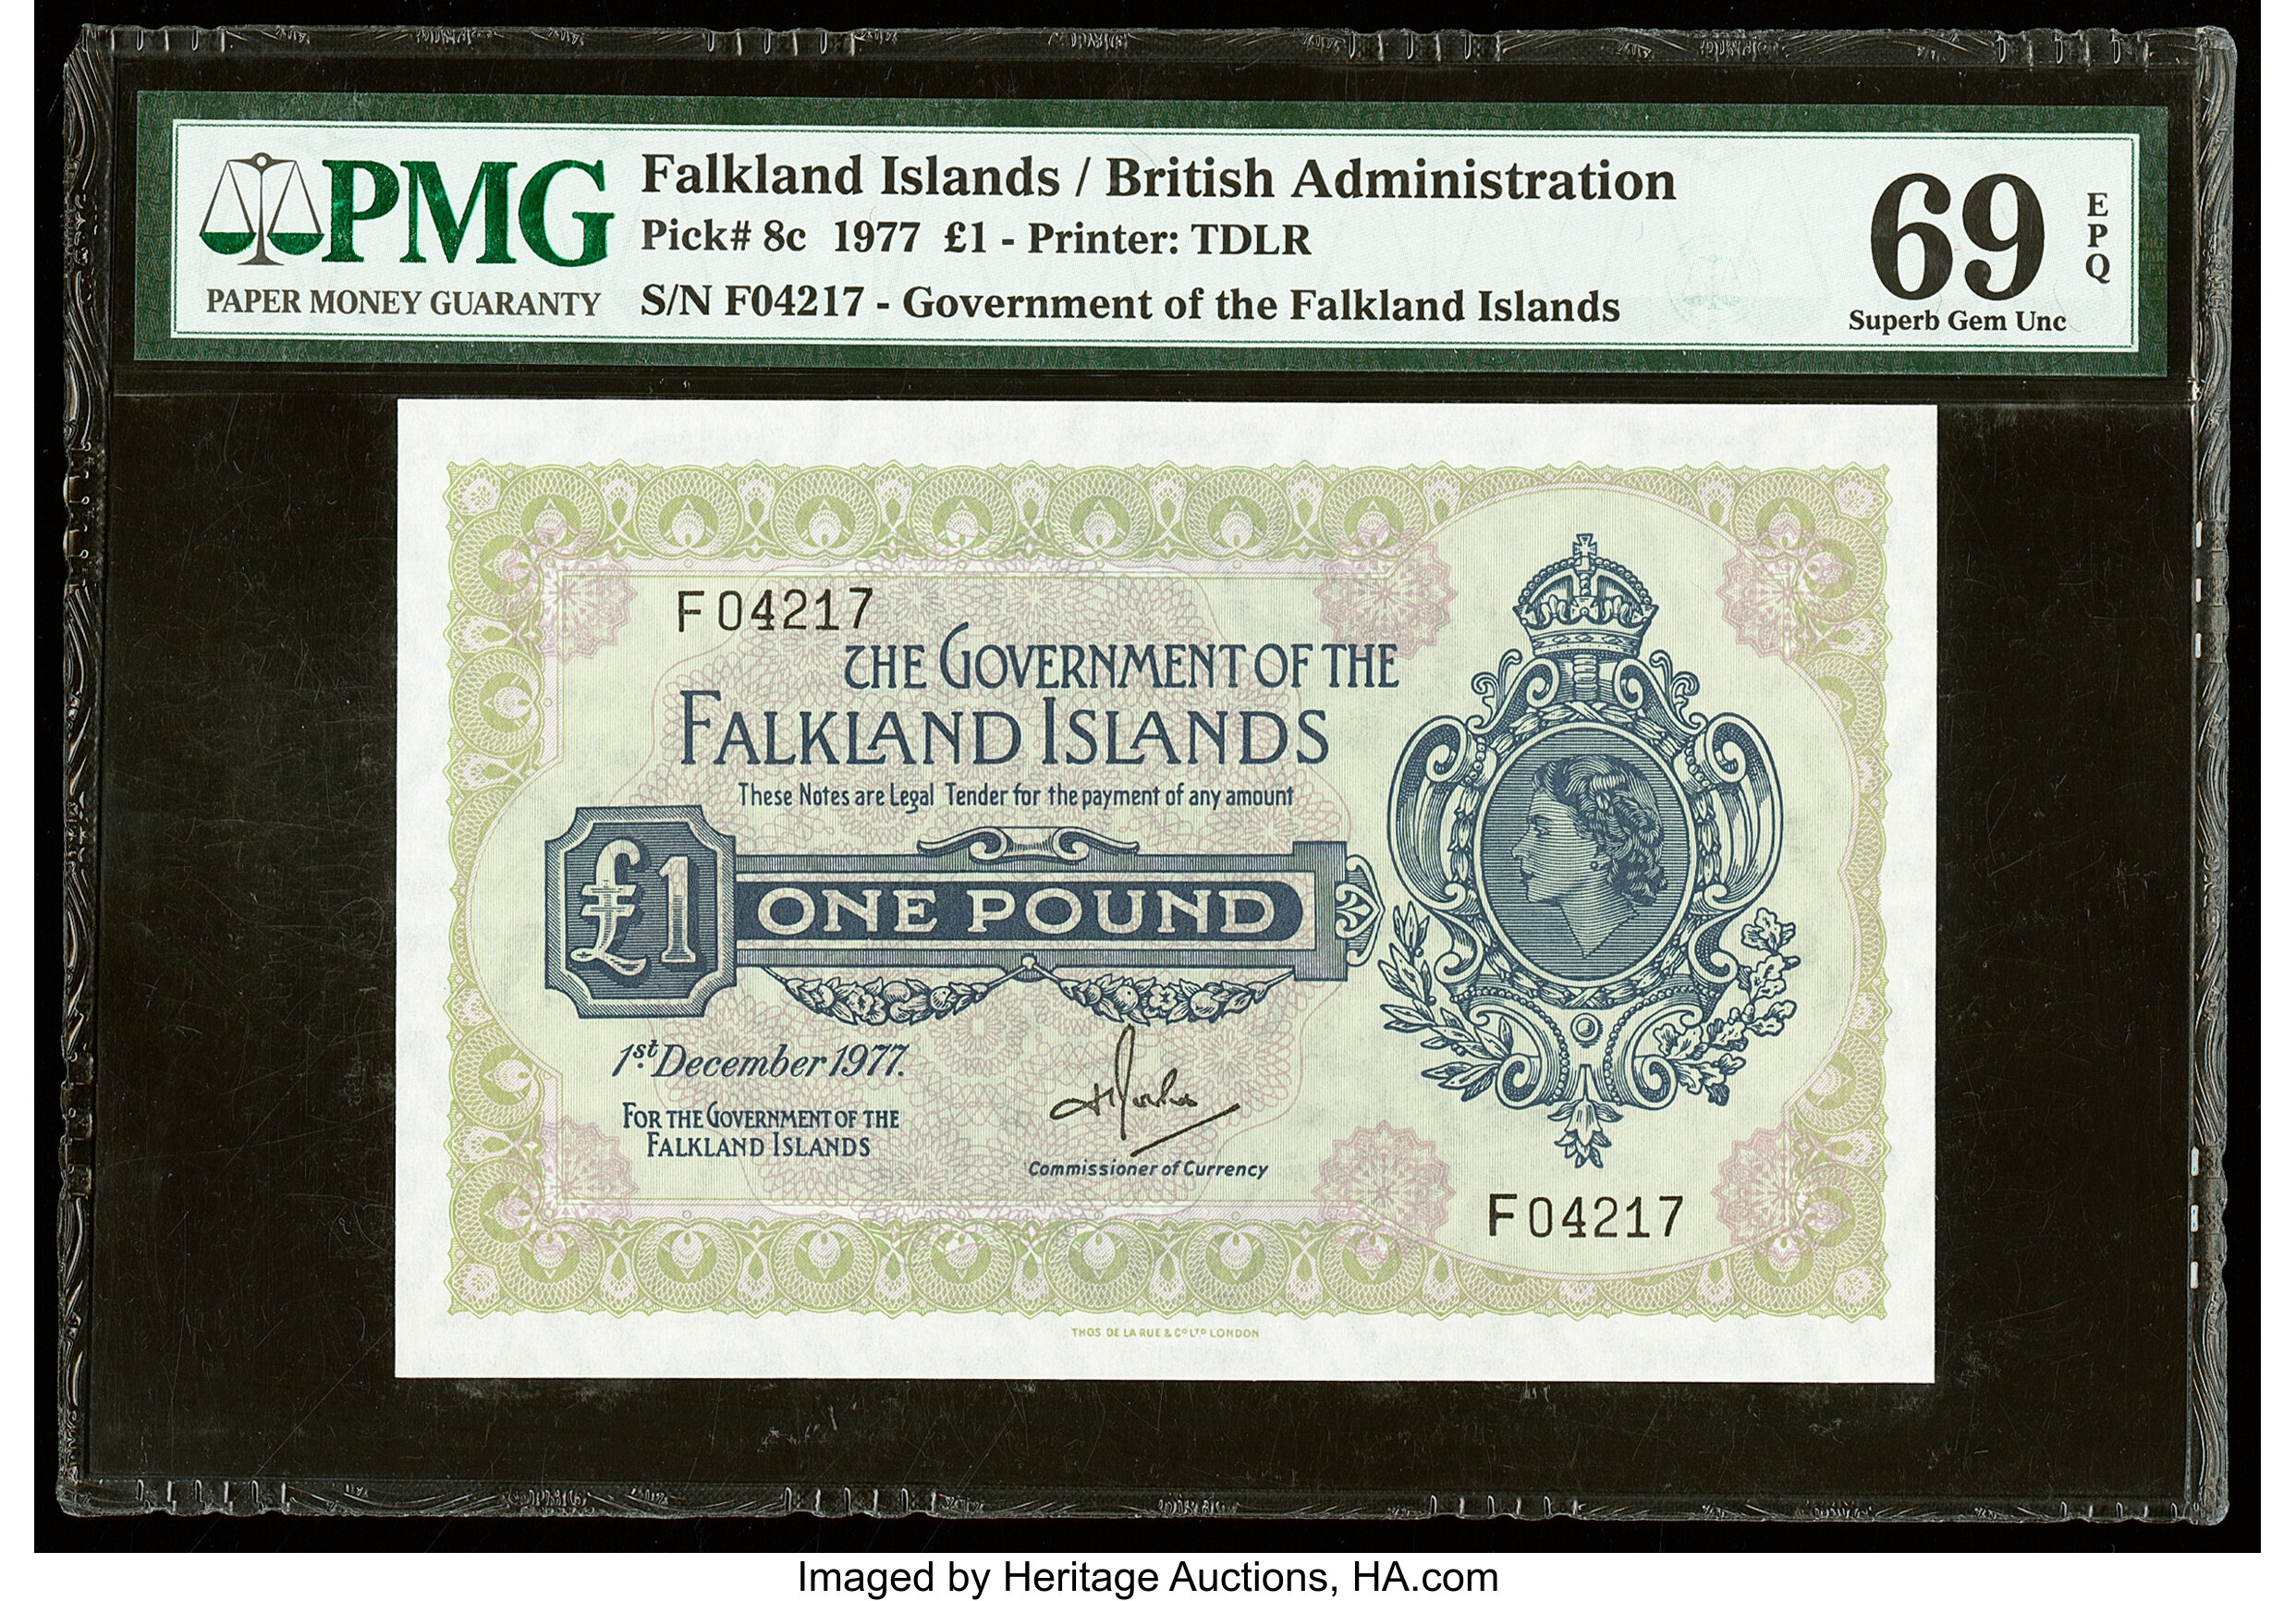 PMG
PAPER MONEY GUARANTY
Falkland Islands / British Administration
Pick# 8c 1977 £1 - Printer: TDLR
S/N F04217 - Government of the Falkland Islands
69
EPQ
Superb Gem Unc
F04217
THE GOVERNMENT OF THE
FALKLAND ISLANDS
These Notes are Legal Tender for the payment of any amount
£1
ONE POUND
1st December 1977.
FOR THE GOVERNMENT OF THE
FALKLAND ISLANDS
Commissioner of Currency
F04217
THOS DE LA RUE & CO LTD LONDON
Imaged by Heritage Auctions, HA.com